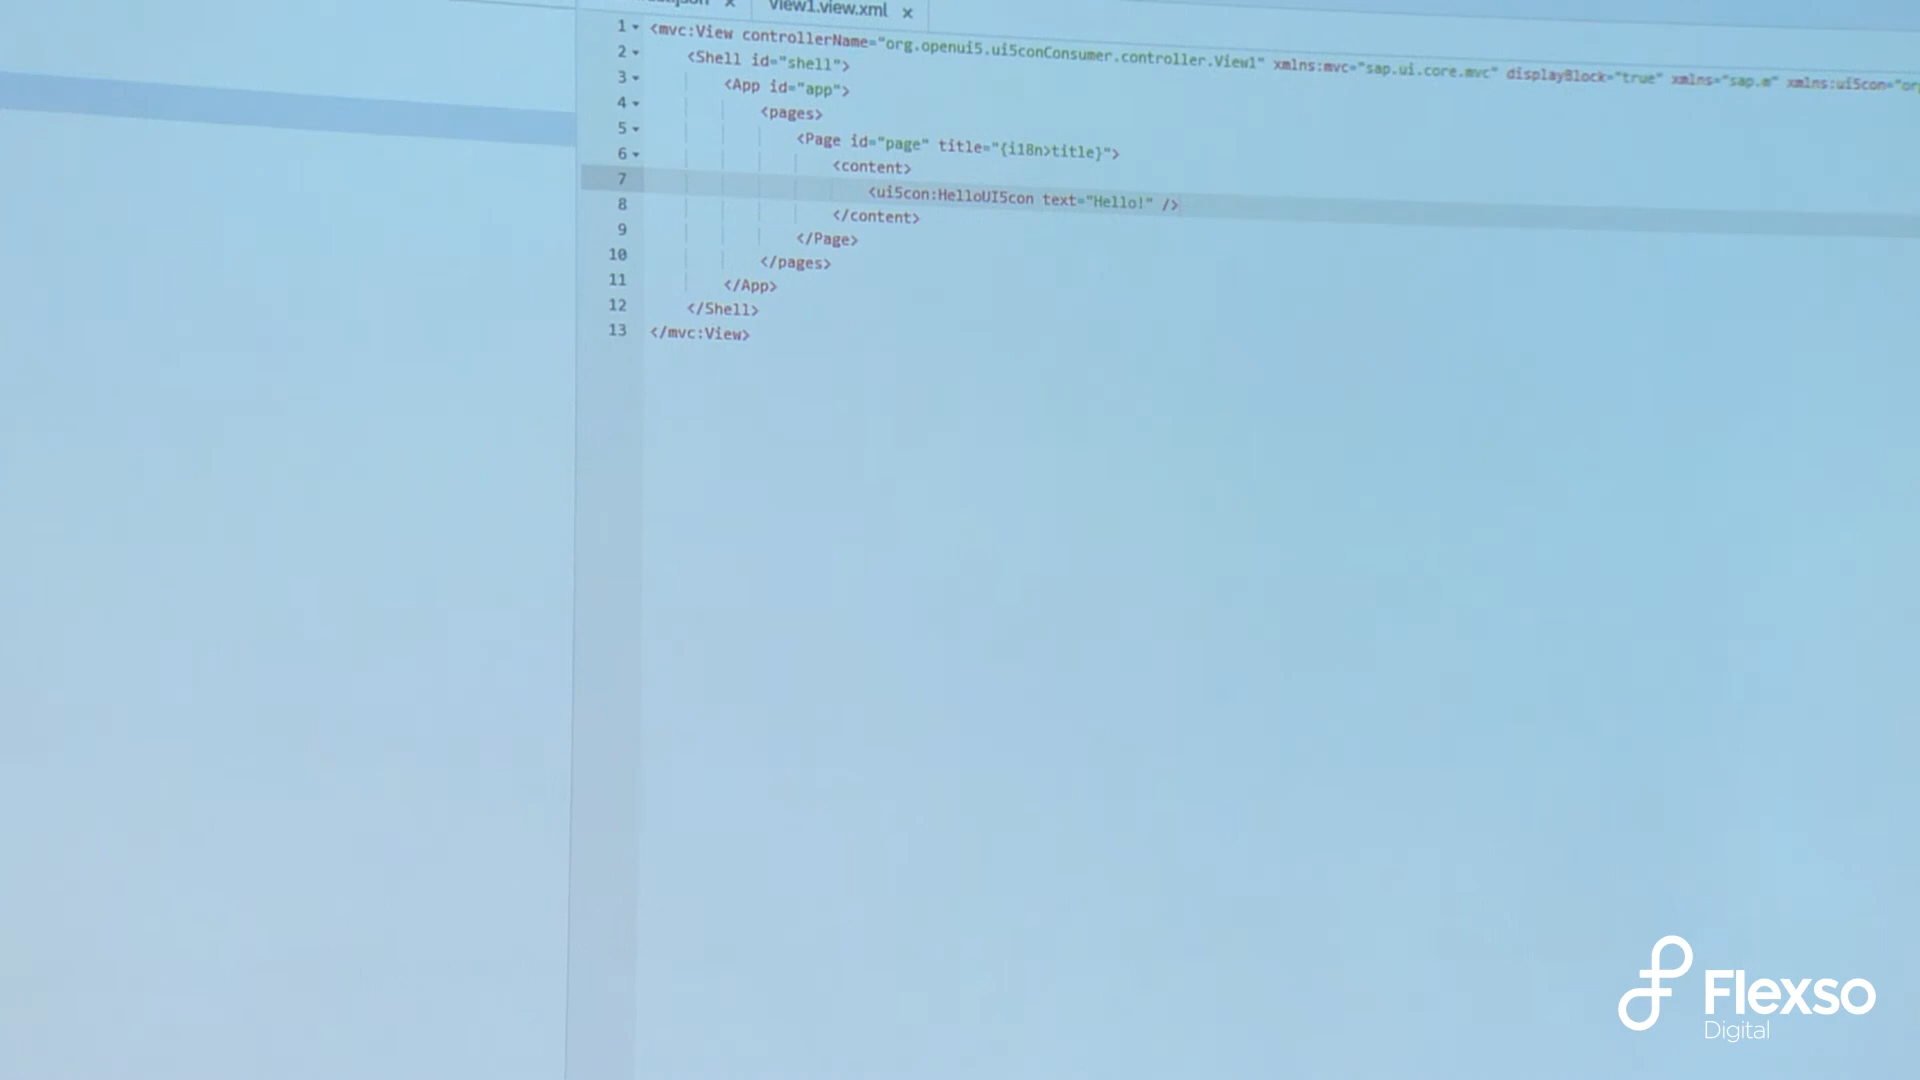 View1.view.xml ×
1 <mvc:View controllerName="org.openui5.ui5conConsumer.controller.View1" xmlns:mvc="sap.ui.core.mvc" displayBlock="true" xmlns="sap.m" xmlns:ui5con="org
2 <Shell id="shell">
3 <App id="app">
4 <pages>
5 <Page id="page" title="{i18n>title}">
6 <content>
7 <ui5con:HelloUI5con text="Hello!" />
8 </content>
9 </Page>
10 </pages>
11 </App>
12 </Shell>
13 </mvc:View>
Flexso
Digital